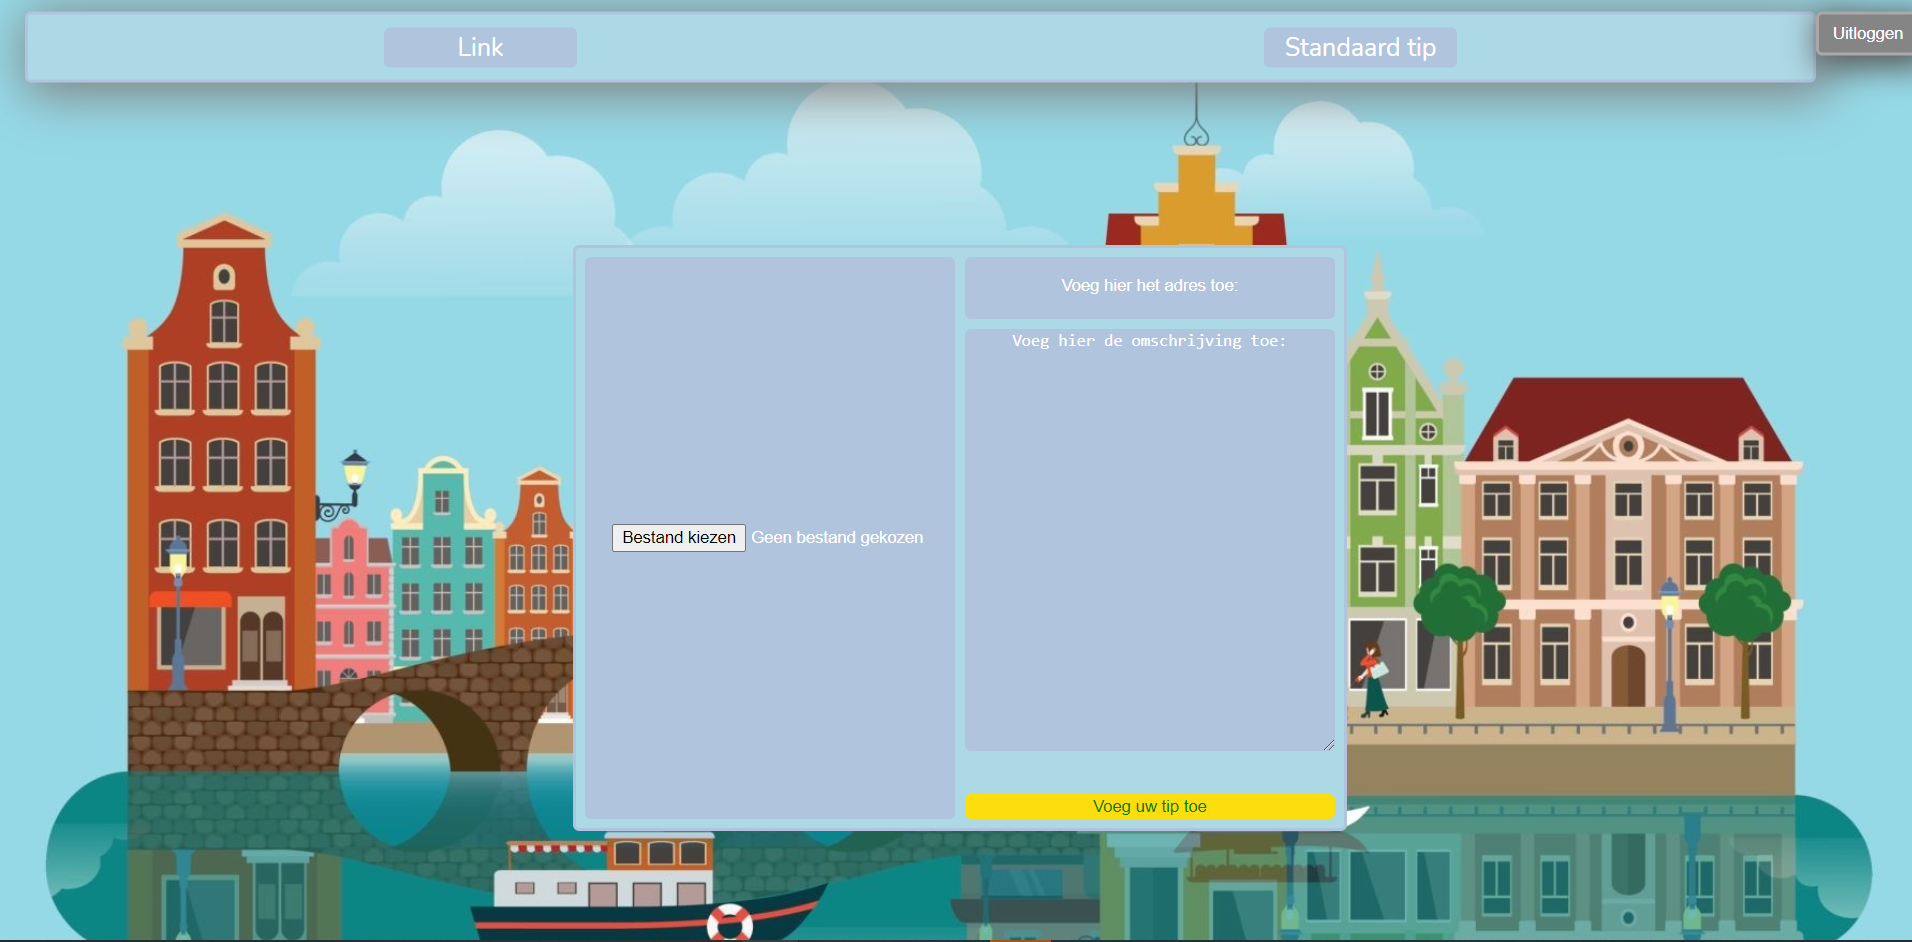 Link
Standaard tip
Uitloggen
Voeg hier het adres toe:
Voeg hier de omschrijving toe:
Bestand kiezen Geen bestand gekozen
Voeg uw tip toe